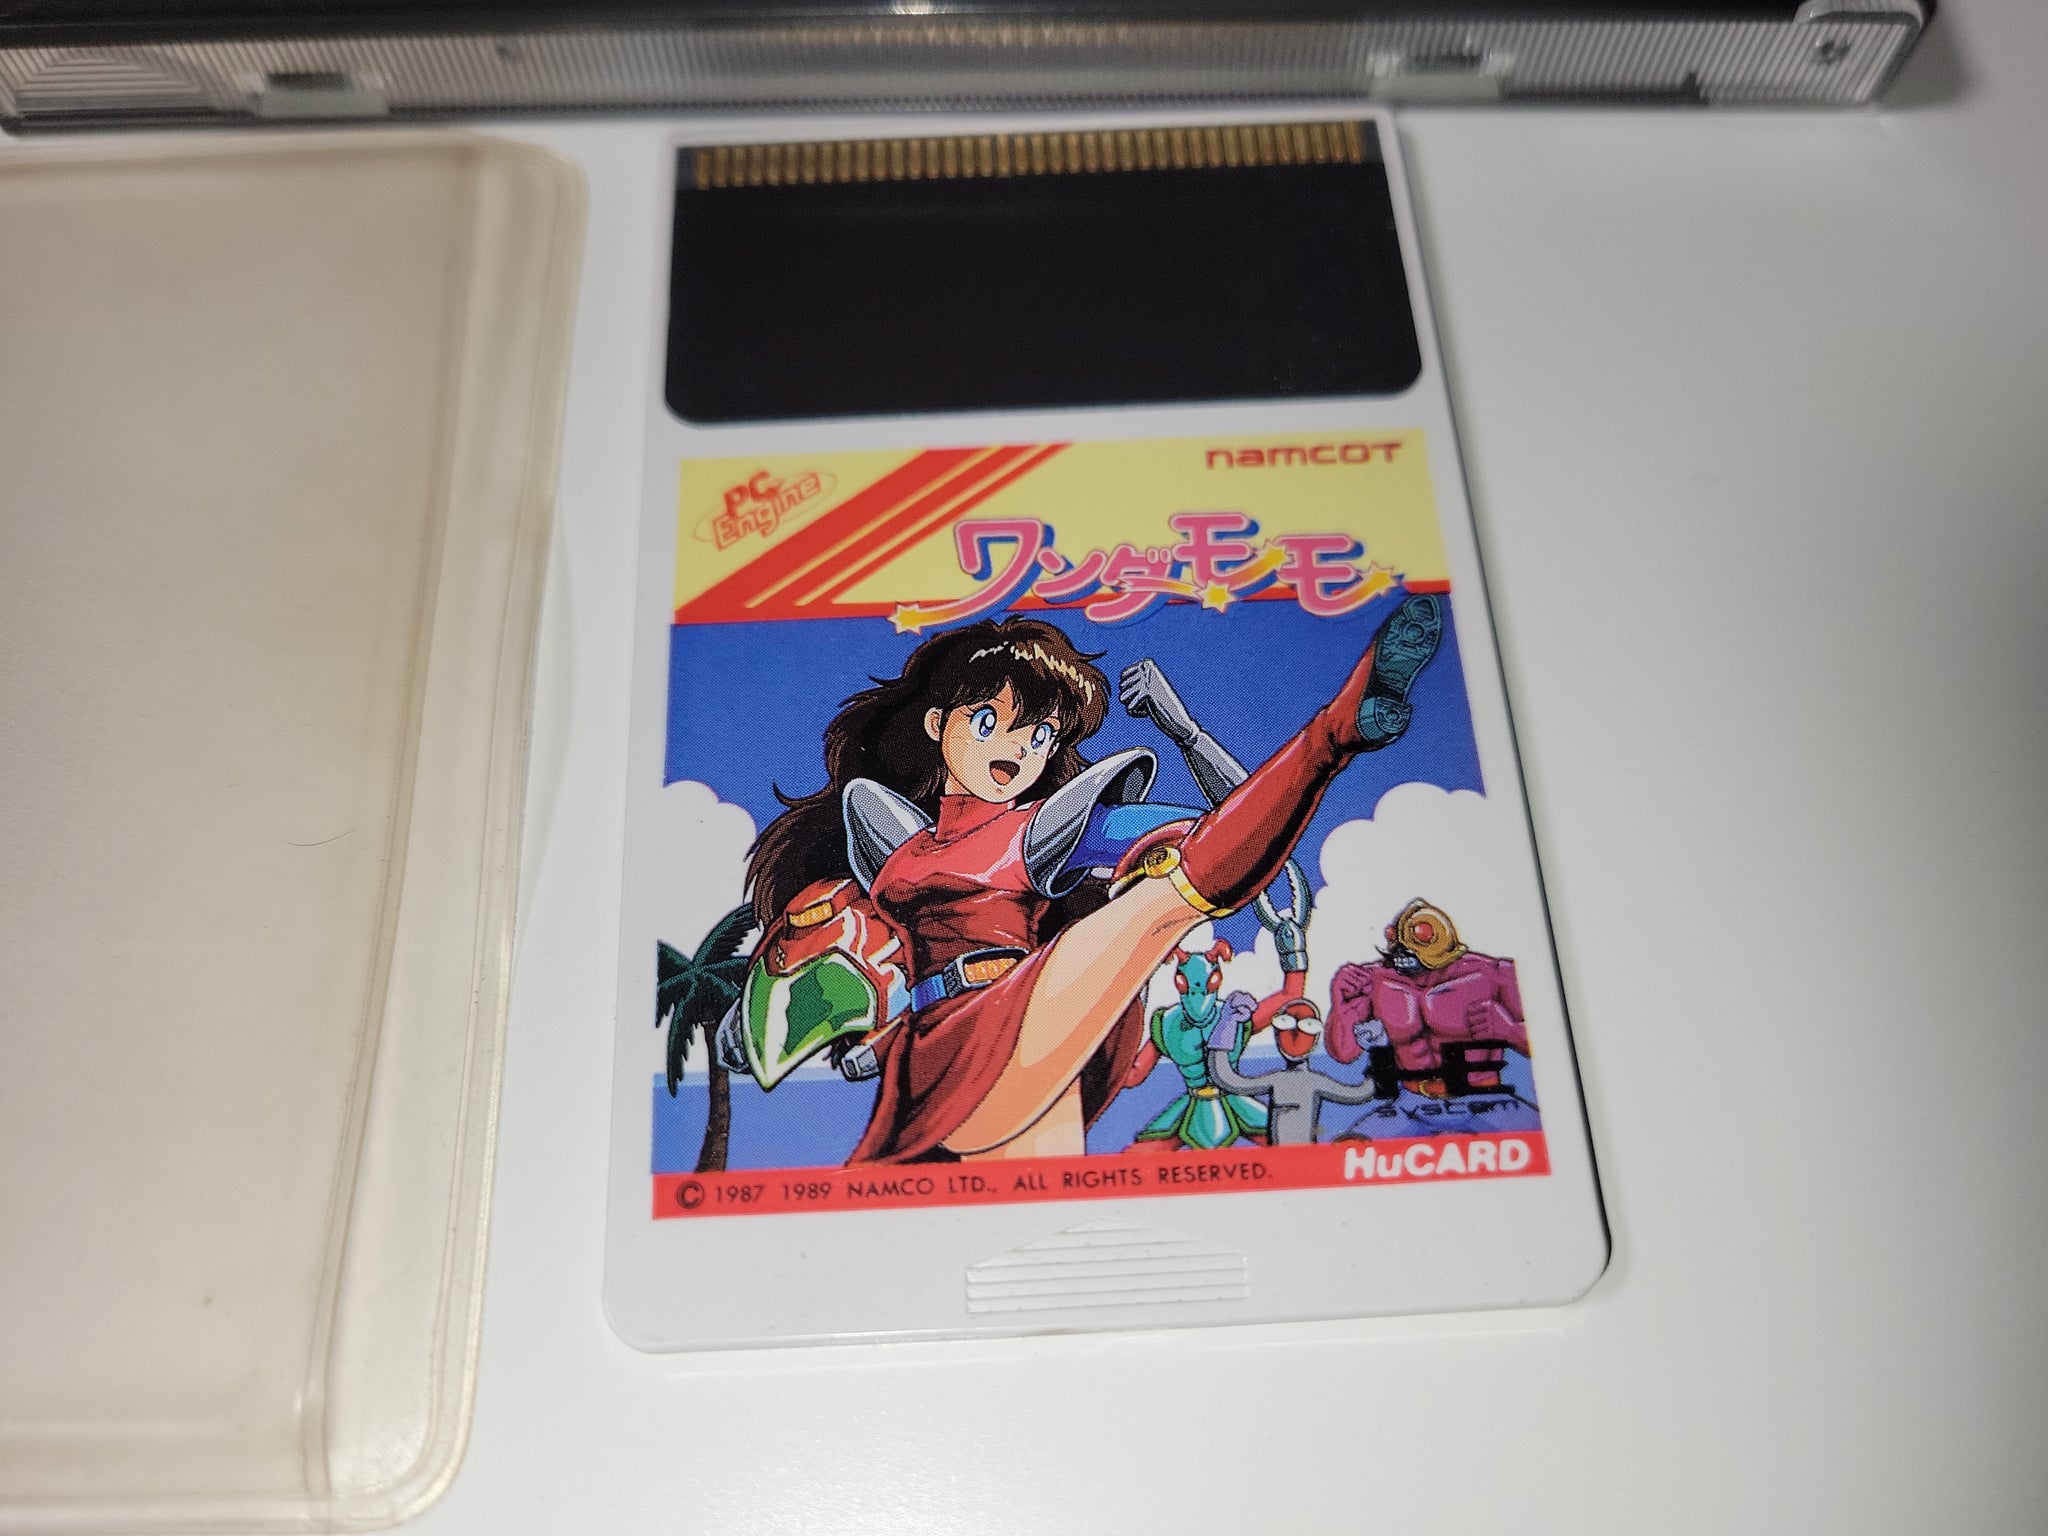 PC Engine
namcoT
ワンダーモモ
HE
system
HuCARD
© 1987 1989 NAMCO LTD., ALL RIGHTS RESERVED.